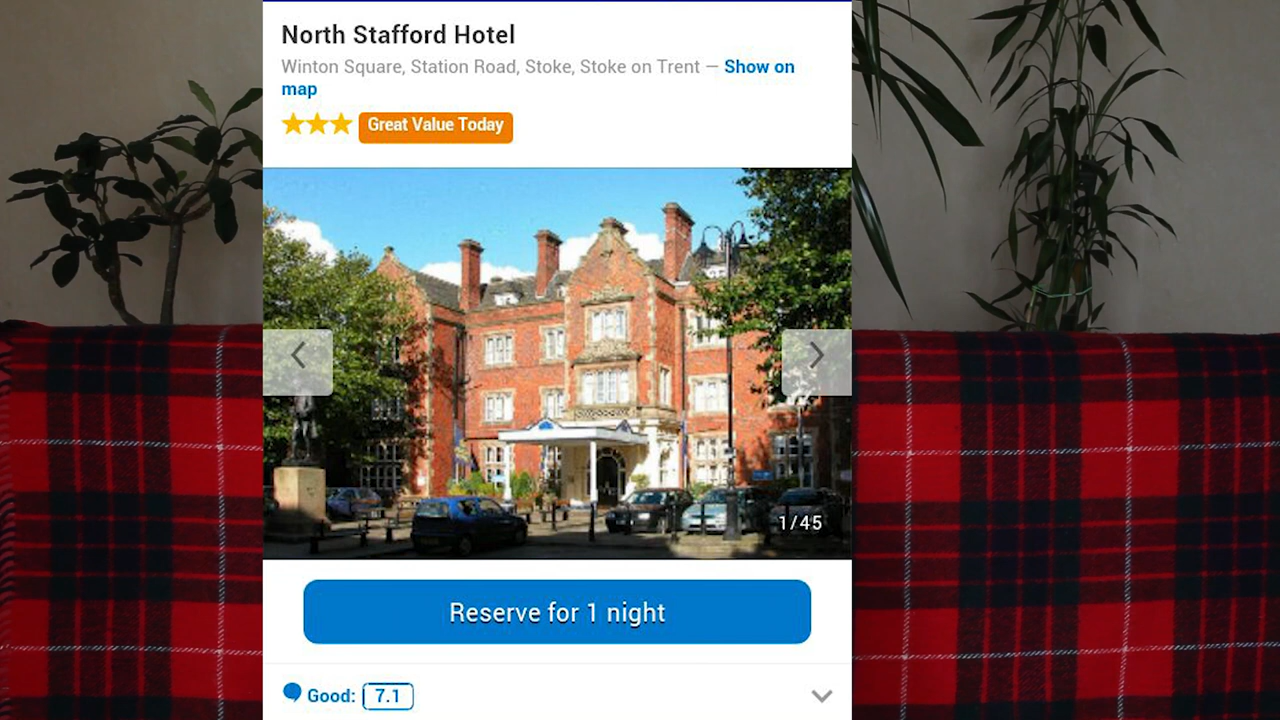 North Stafford Hotel
Winton Square, Station Road, Stoke, Stoke on Trent — Show on
map
Great Value Today
1/45
Reserve for 1 night
Good: 7.1